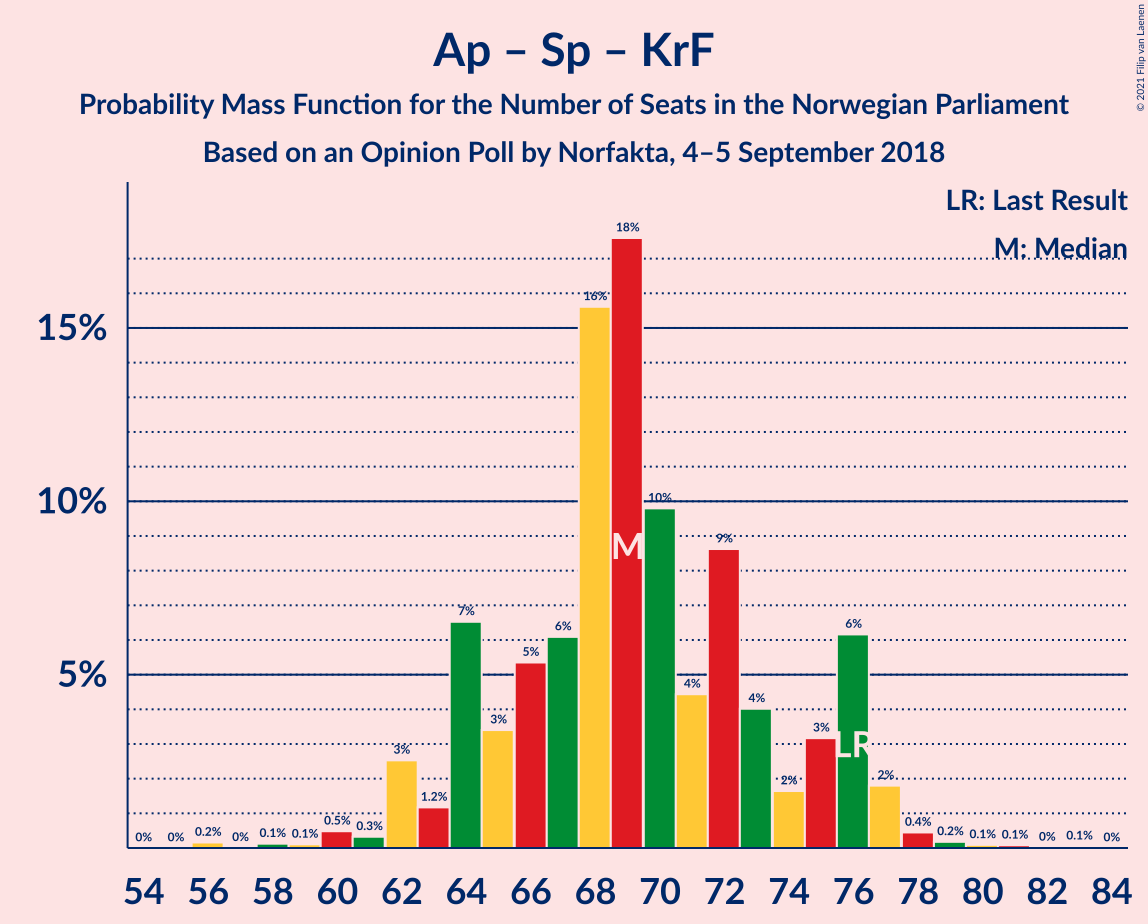 Ap – Sp – KrF
Probability Mass Function for the Number of Seats in the Norwegian Parliament
Based on an Opinion Poll by Norfakta, 4–5 September 2018
© 2021 Filip van Laenen
LR: Last Result
M: Median
15%
10%
5%
0% 0% 0.2% 0% 0.1% 0.1% 0.5% 0.3% 3% 1.2% 7% 3% 5% 6% 16% 18% 10% 4% 9% 4% 2% 3% 6% 2% 0.4% 0.2% 0.1% 0.1% 0% 0.1% 0%
M
LR
54 56 58 60 62 64 66 68 70 72 74 76 78 80 82 84